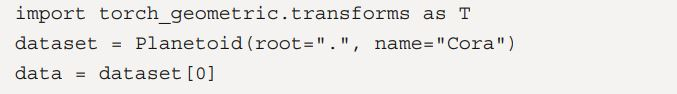 import torch_geometric.transforms as T
dataset = Planetoid(root=".", name="Cora")
data = dataset[0]